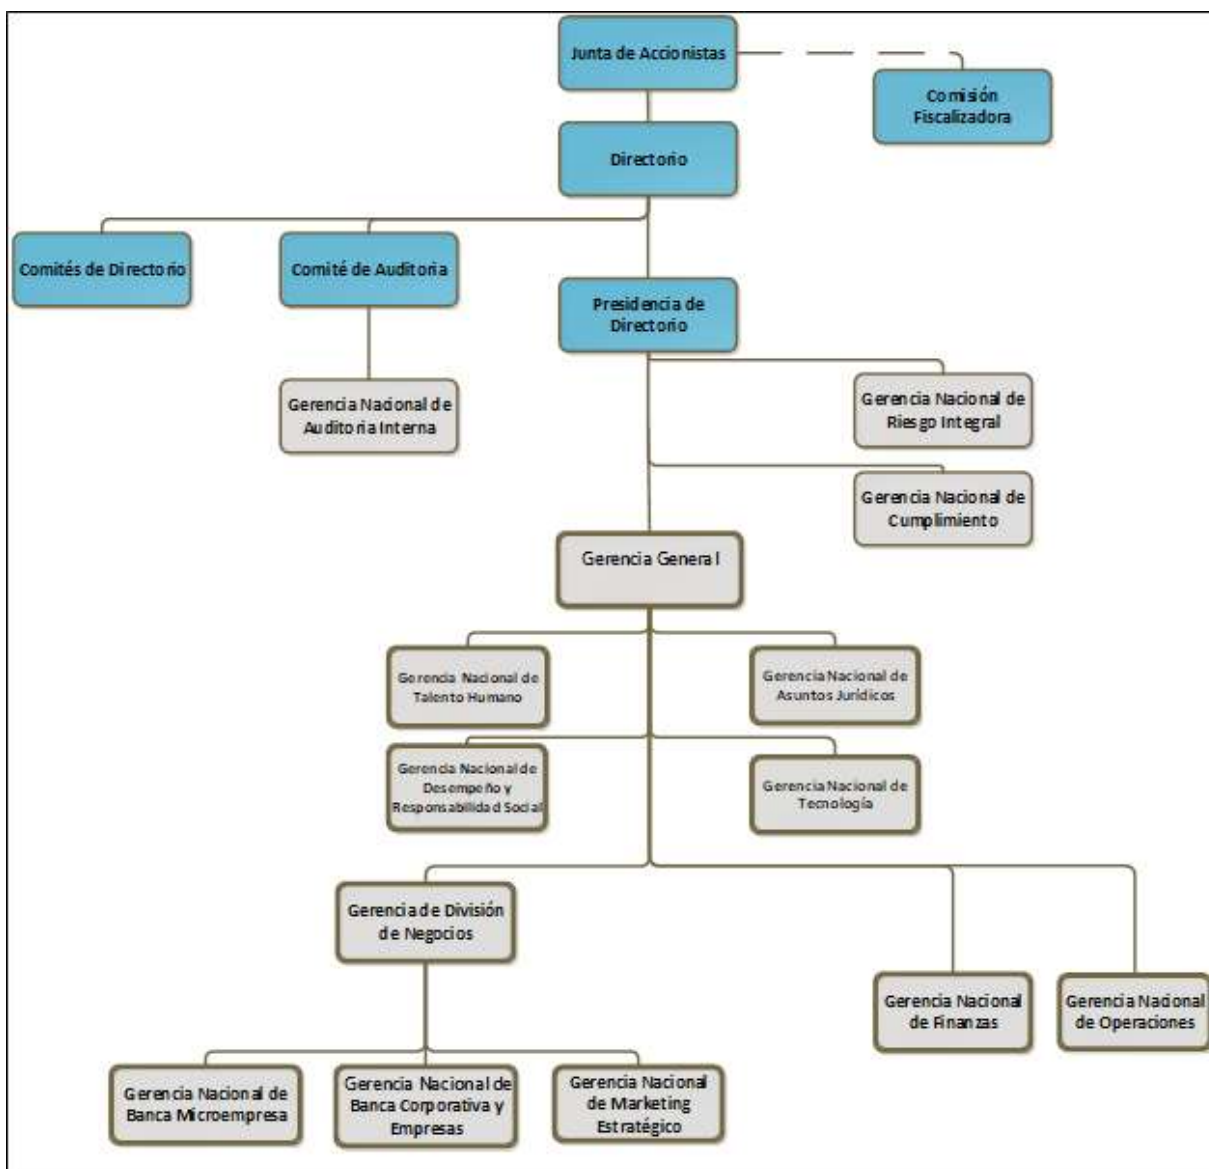 Junta de Accionistas
Comisión
Fiscalizadora
Directorio
Comités de Directorio
Comité de Auditoria
Presidencia de
Directorio
Gerencia Nacional de
Auditoria Interna
Gerencia Nacional de
Riesgo Integral
Gerencia Nacional de
Cumplimiento
Gerencia General
Gerencia Nacional de
Talento Humano
Gerencia Nacional de
Asuntos Jurídicos
Gerencia Nacional de
Desempeño y
Responsabilidad Social
Gerencia Nacional de
Tecnología
Gerencia de División
de Negocios
Gerencia Nacional
de Finanzas
Gerencia Nacional
de Operaciones
Gerencia Nacional de
Banca Microempresa
Gerencia Nacional de
Banca Corporativa y
Empresas
Gerencia Nacional
de Marketing
Estratégico